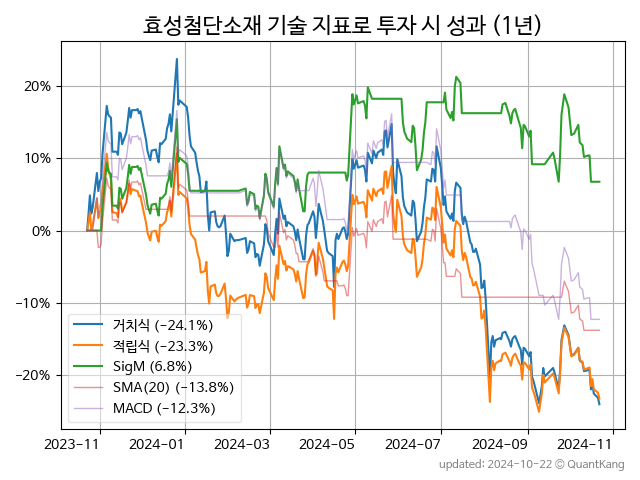 효성첨단소재 기술 지표로 투자 시 성과 (1년)
20%
10%
0%
−10%
−20%
거치식 (−24.1%)
적립식 (−23.3%)
SigM (6.8%)
SMA(20) (−13.8%)
MACD (−12.3%)
2023-11 2024-01 2024-03 2024-05 2024-07 2024-09 2024-11
updated: 2024-10-22 © QuantKang